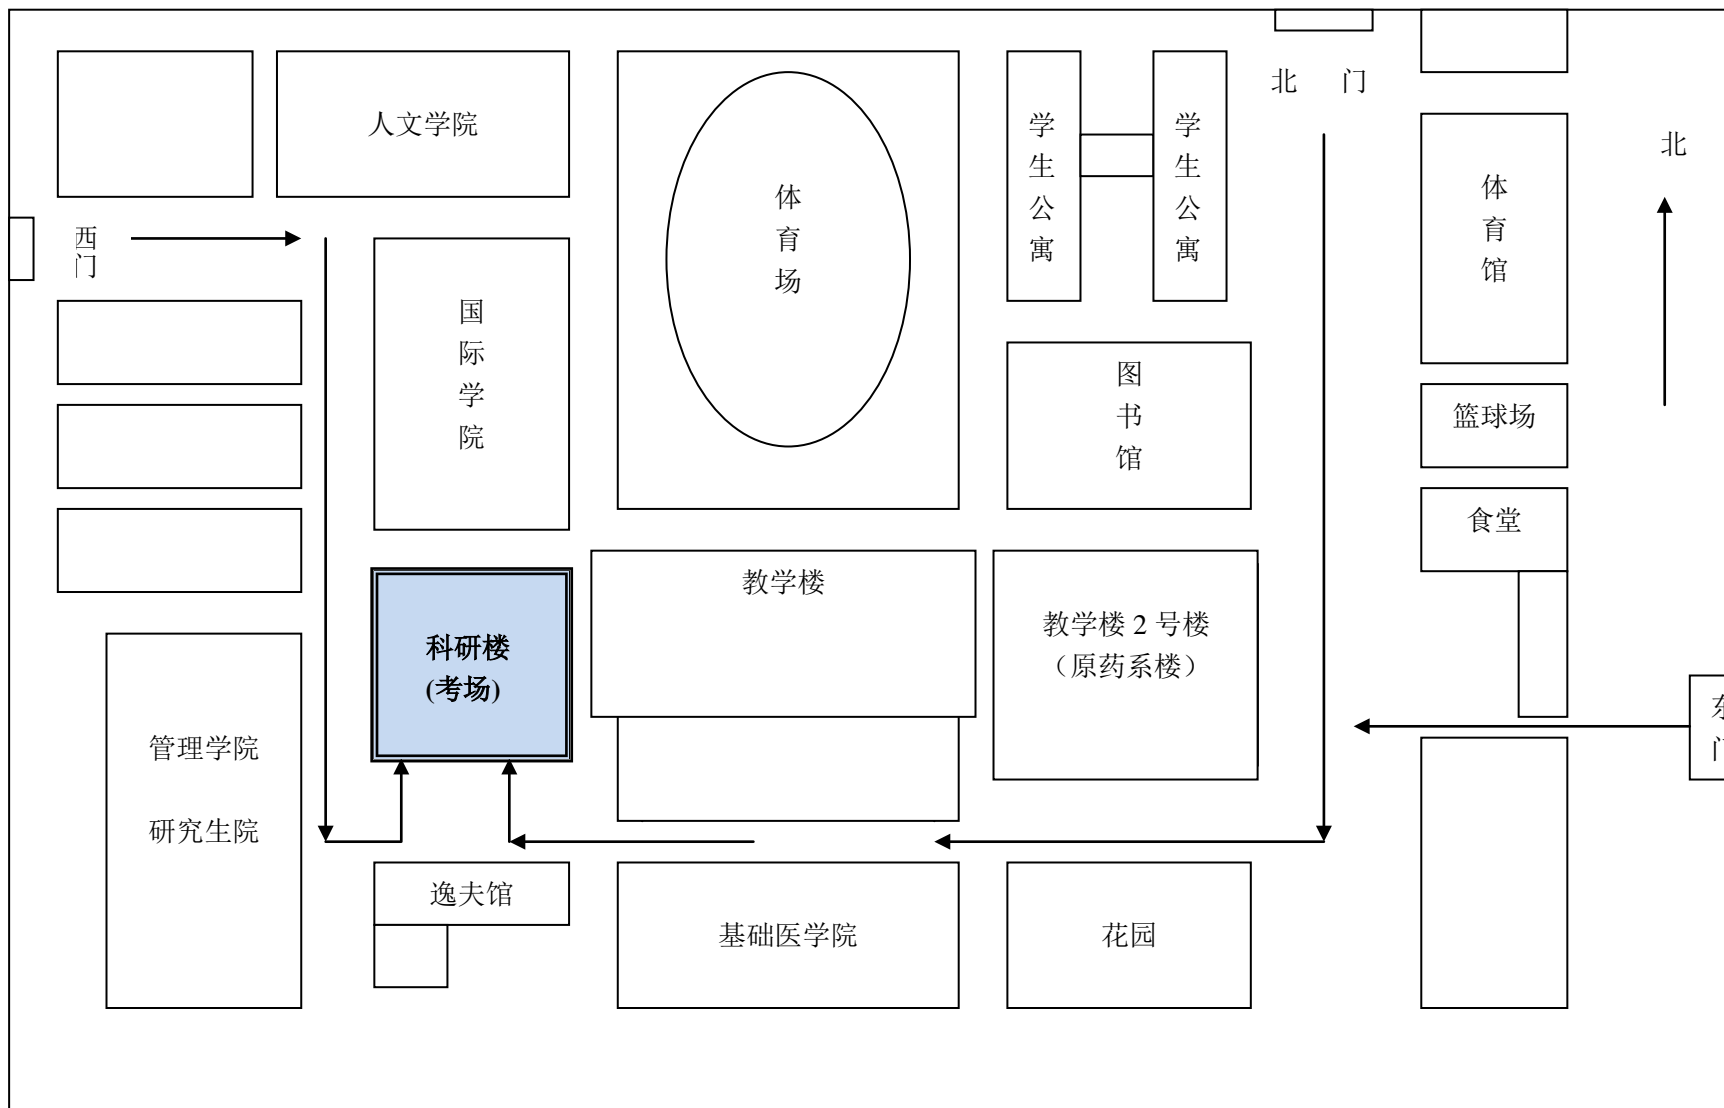 北 门
人文学院
学生公寓
学生公寓
体育场
体育馆
北
西门
国际学院
图书馆
篮球场
食堂
教学楼
教学楼 2 号楼
（原药系楼）
科研楼
(考场)
东门
管理学院
研究生院
逸夫馆
基础医学院
花园